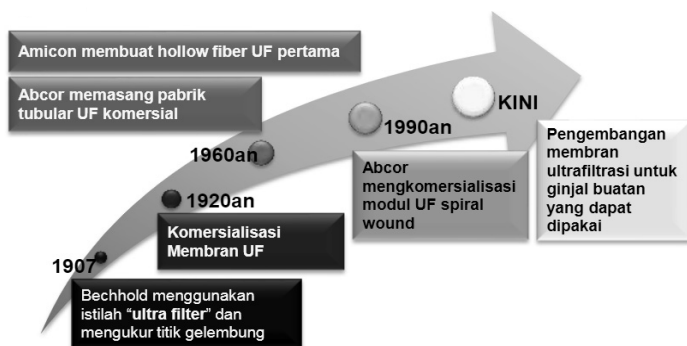 Amicon membuat hollow fiber UF pertama
Abcor memasang pabrik
tubular UF komersial
KINI
1990an
1960an
1920an
1907
Pengembangan
membran
ultrafiltrasi untuk
ginjal buatan
yang dapat
dipakai
Abcor
mengkomersialisasi
modul UF spiral
wound
Komersialisasi
Membran UF
Bechhold menggunakan
istilah “ultra filter” dan
mengukur titik gelembung